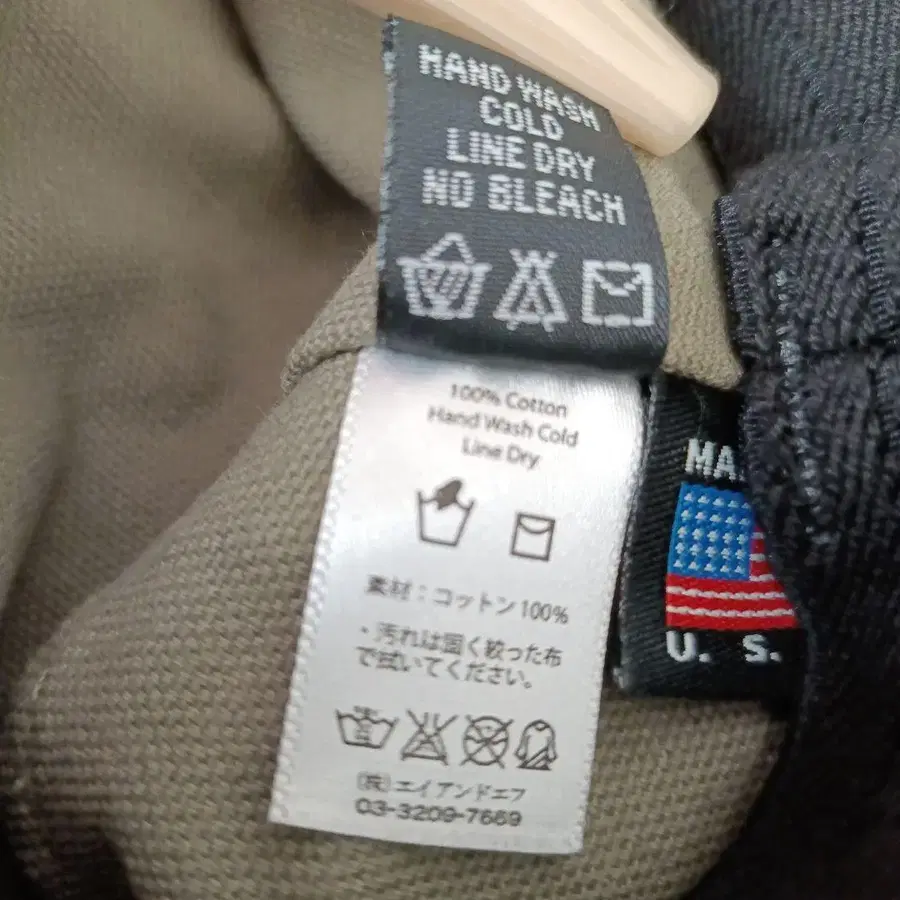 HAND WASH
COLD
LINE DRY
NO BLEACH
100% Cotton
Hand Wash Cold
Line Dry
素材：コットン100%
・汚れは固く絞った布
で拭いてください。
(株)エイアンドエフ
03-3209-7669
MA
U. S.